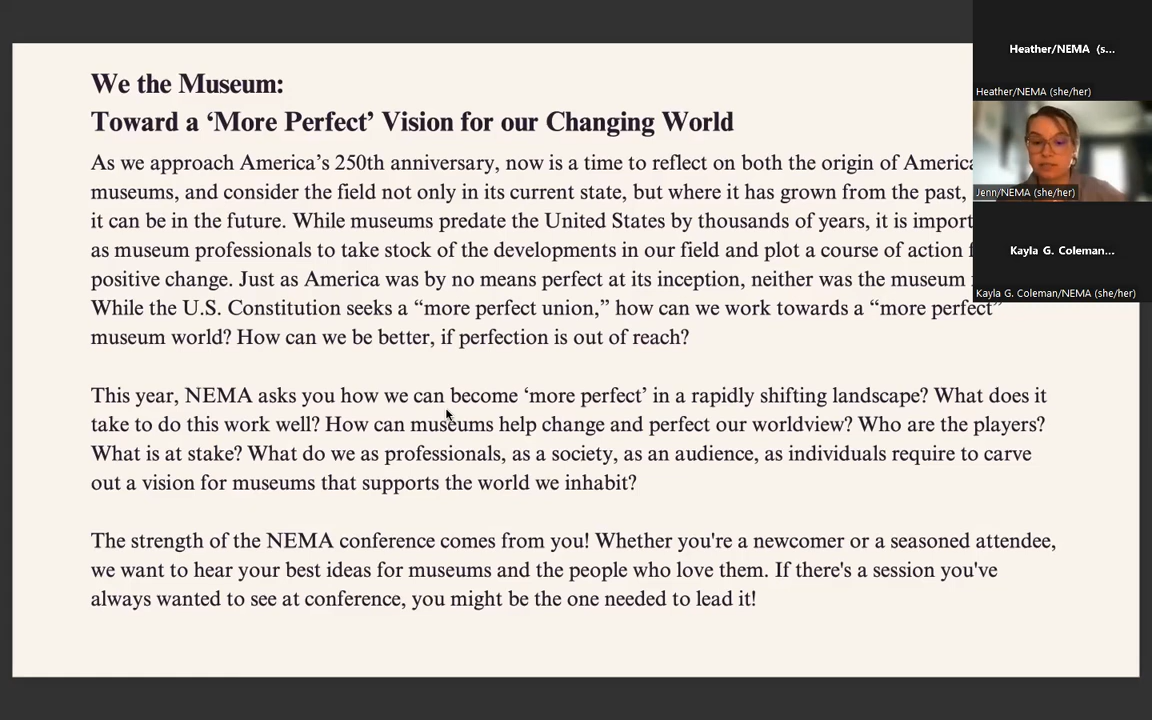 We the Museum:
Toward a ‘More Perfect’ Vision for our Changing World
As we approach America’s 250th anniversary, now is a time to reflect on both the origin of America
museums, and consider the field not only in its current state, but where it has grown from the past,
it can be in the future. While museums predate the United States by thousands of years, it is import
as museum professionals to take stock of the developments in our field and plot a course of action f
positive change. Just as America was by no means perfect at its inception, neither was the museum
While the U.S. Constitution seeks a “more perfect union,” how can we work towards a “more perfect”
museum world? How can we be better, if perfection is out of reach?
This year, NEMA asks you how we can become ‘more perfect’ in a rapidly shifting landscape? What does it
take to do this work well? How can museums help change and perfect our worldview? Who are the players?
What is at stake? What do we as professionals, as a society, as an audience, as individuals require to carve
out a vision for museums that supports the world we inhabit?
The strength of the NEMA conference comes from you! Whether you're a newcomer or a seasoned attendee,
we want to hear your best ideas for museums and the people who love them. If there's a session you've
always wanted to see at conference, you might be the one needed to lead it!
Heather/NEMA (s...
Heather/NEMA (she/her)
Jenn/NEMA (she/her)
Kayla G. Coleman...
Kayla G. Coleman/NEMA (she/her)